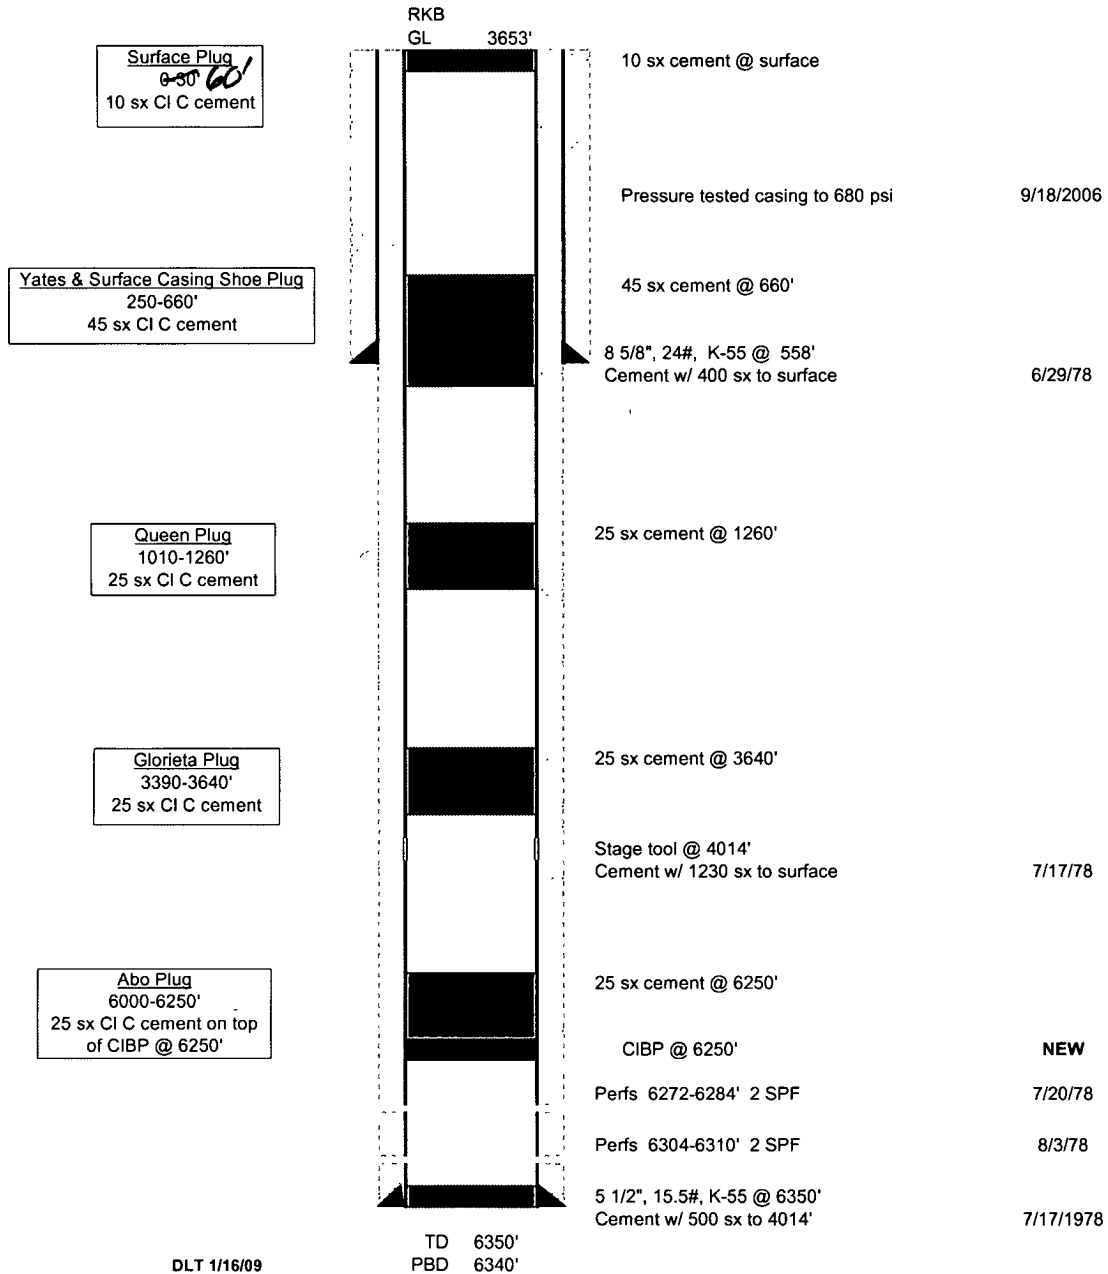 RKB
GL 3653'
Surface Plug
0-30' 60'
10 sx Cl C cement
10 sx cement @ surface
Pressure tested casing to 680 psi 9/18/2006
Yates & Surface Casing Shoe Plug
250-660'
45 sx Cl C cement
45 sx cement @ 660'
8 5/8", 24#, K-55 @ 558'
Cement w/ 400 sx to surface 6/29/78
Queen Plug
1010-1260'
25 sx Cl C cement
25 sx cement @ 1260'
Glorieta Plug
3390-3640'
25 sx Cl C cement
25 sx cement @ 3640'
Stage tool @ 4014'
Cement w/ 1230 sx to surface 7/17/78
Abo Plug
6000-6250'
25 sx Cl C cement on top
of CIBP @ 6250'
25 sx cement @ 6250'
CIBP @ 6250' NEW
Perfs 6272-6284' 2 SPF 7/20/78
Perfs 6304-6310' 2 SPF 8/3/78
5 1/2", 15.5#, K-55 @ 6350'
Cement w/ 500 sx to 4014' 7/17/1978
TD 6350'
PBD 6340'
DLT 1/16/09